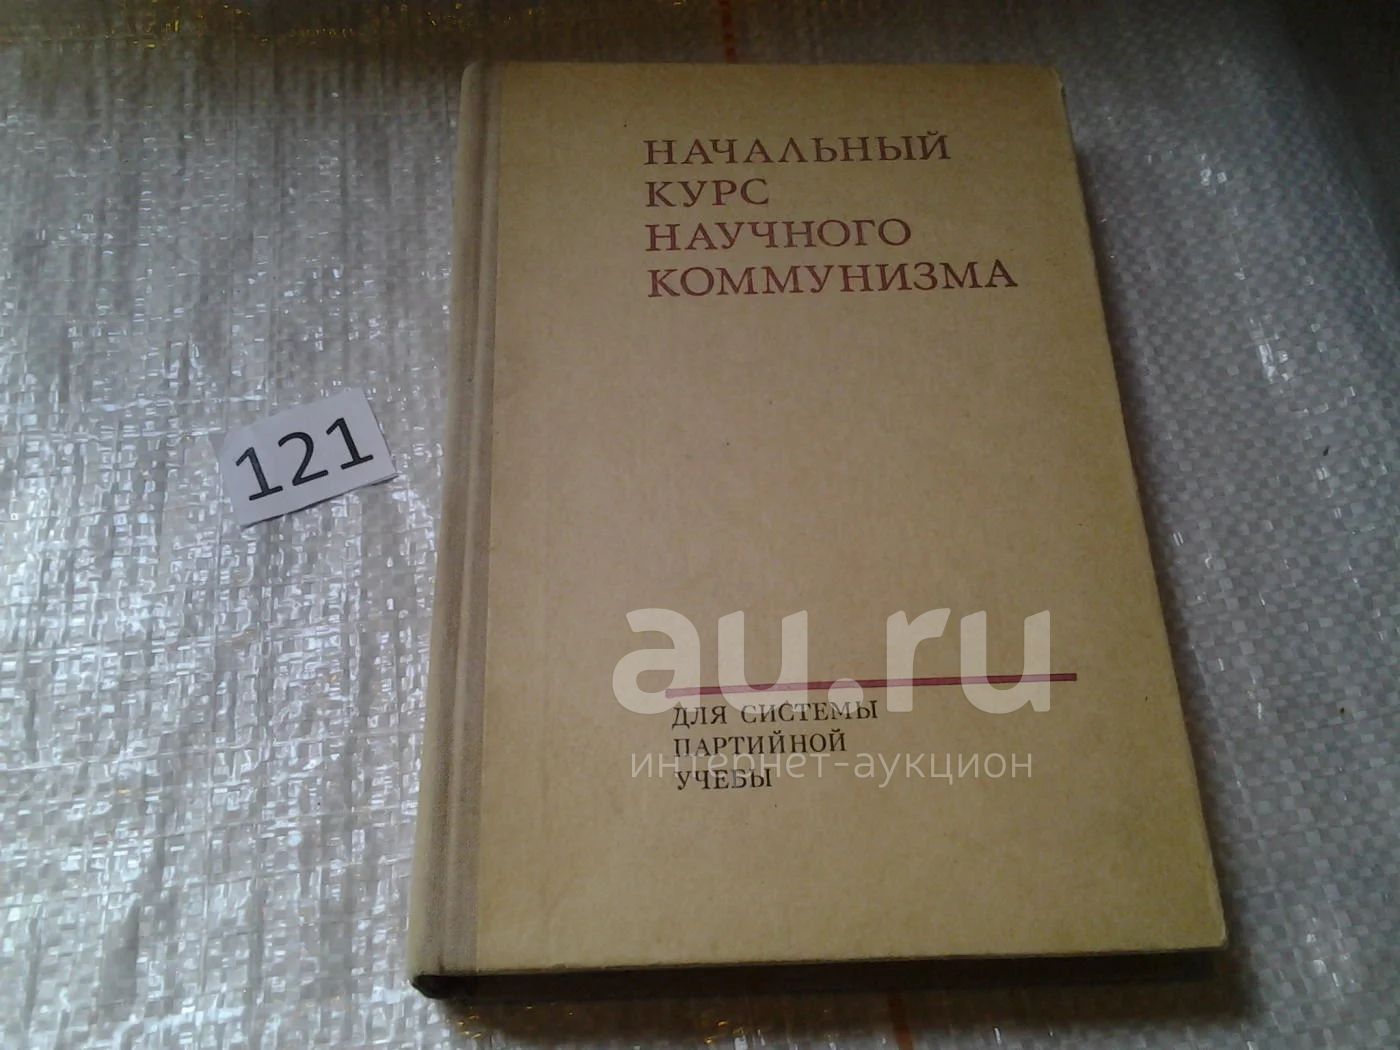 НАЧАЛЬНЫЙ
КУРС
НАУЧНОГО
КОММУНИЗМА
121
au.ru
ДЛЯ СИСТЕМЫ
ПАРТИЙНОЙ
интернет-аукцион
УЧЕБЫ